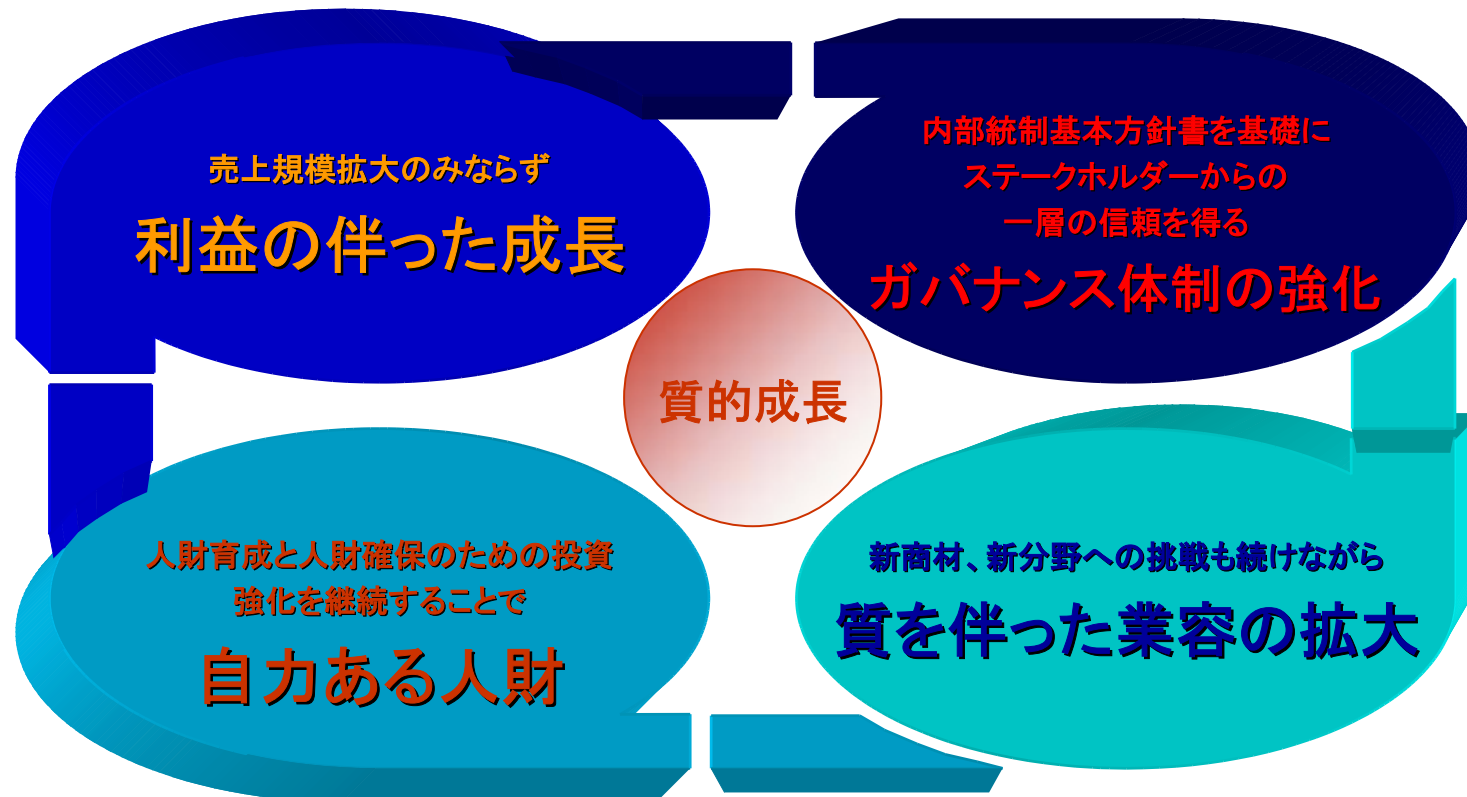 売上規模拡大のみならず
利益の伴った成長
内部統制基本方針書を基礎に
ステークホルダーからの
一層の信頼を得る
ガバナンス体制の強化
質的成長
人財育成と人財確保のための投資
強化を継続することで
自力ある人財
新商材、新分野への挑戦も続けながら
質を伴った業容の拡大